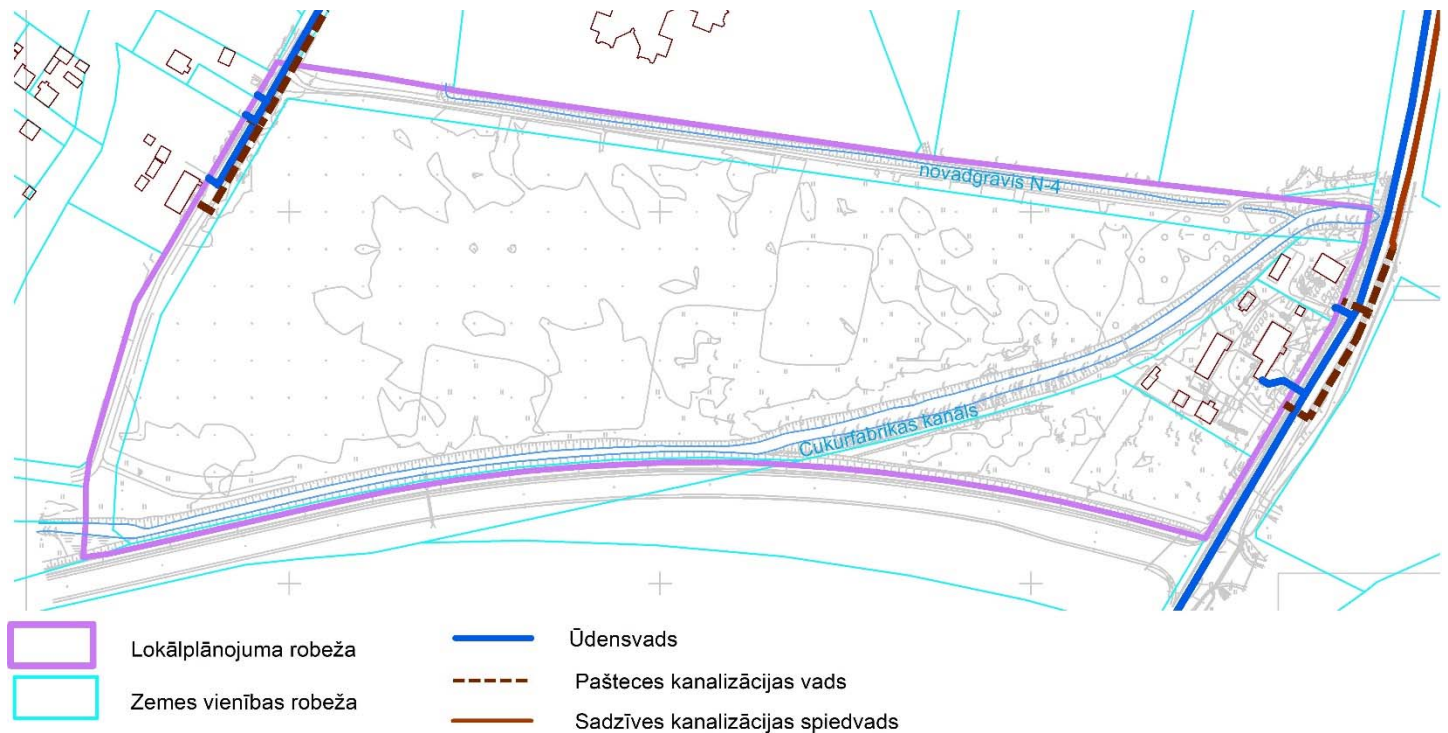 novadgrāvis N-4
Cukurfabrikas kanāls
Lokālplānojuma robeža
Zemes vienības robeža
Ūdensvads
Pašteces kanalizācijas vads
Sadzīves kanalizācijas spiedvads